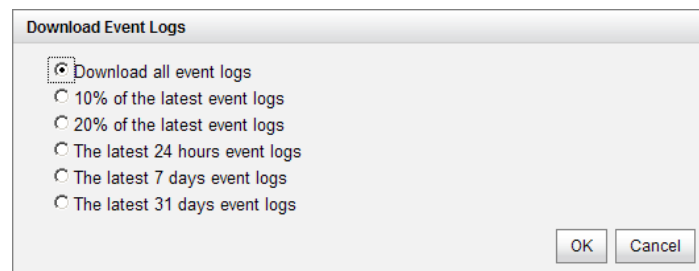 Download Event Logs
Download all event logs
10% of the latest event logs
20% of the latest event logs
The latest 24 hours event logs
The latest 7 days event logs
The latest 31 days event logs
OK Cancel